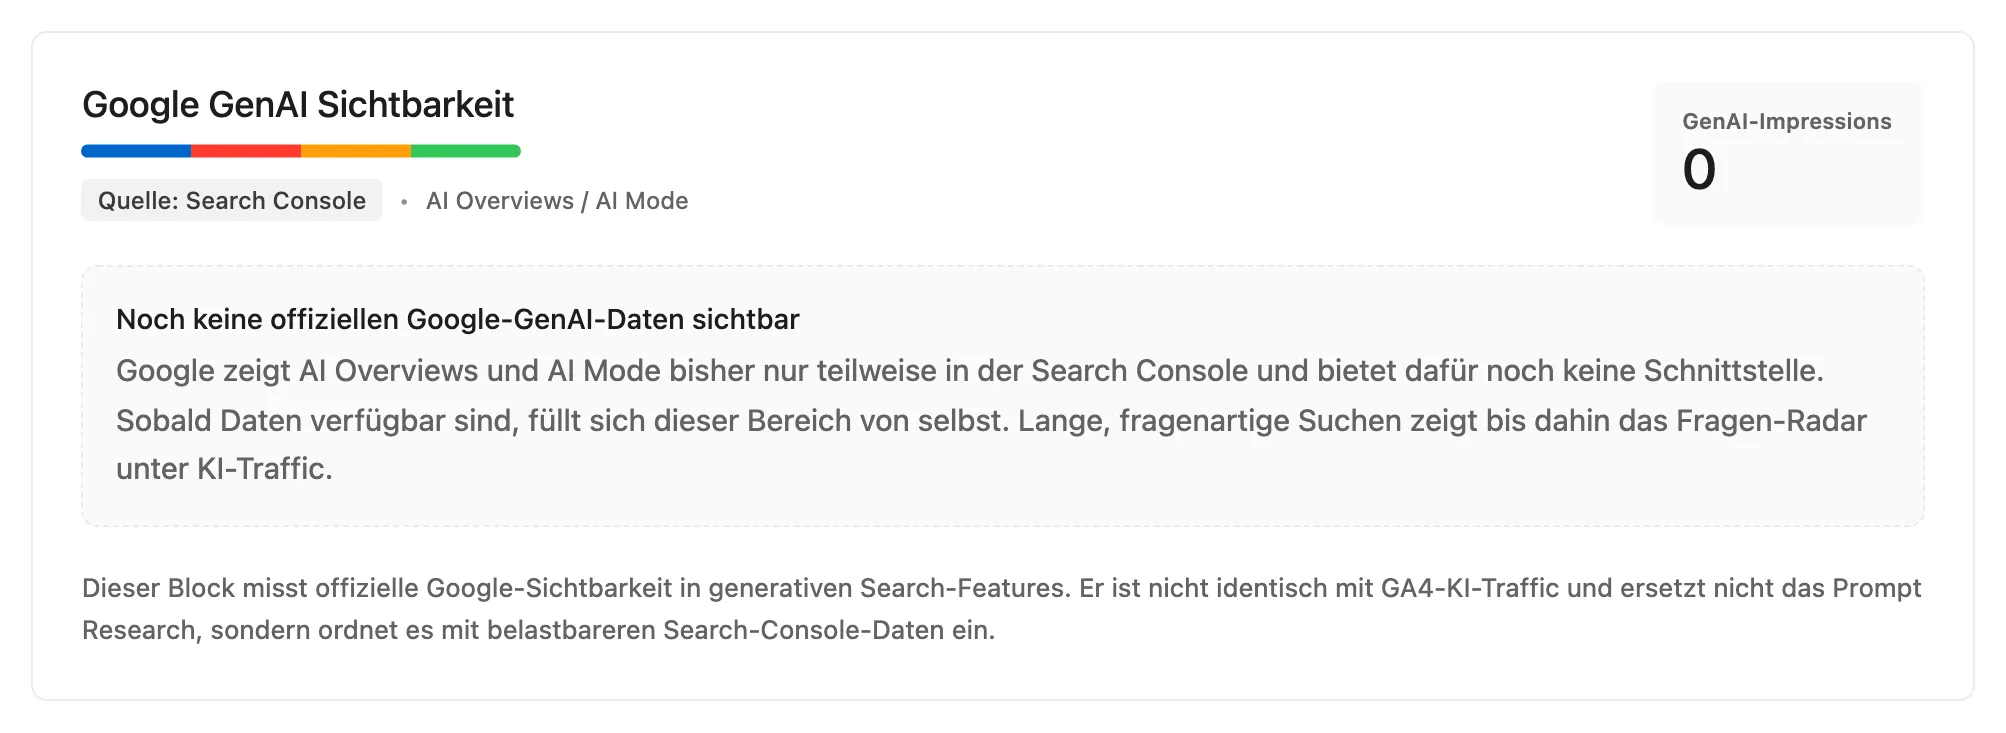 Google GenAI Sichtbarkeit
Quelle: Search Console • AI Overviews / AI Mode
GenAI-Impressions
0
Noch keine offiziellen Google-GenAI-Daten sichtbar
Google zeigt AI Overviews und AI Mode bisher nur teilweise in der Search Console und bietet dafür noch keine Schnittstelle.
Sobald Daten verfügbar sind, füllt sich dieser Bereich von selbst. Lange, fragenartige Suchen zeigt bis dahin das Fragen-Radar
unter KI-Traffic.
Dieser Block misst offizielle Google-Sichtbarkeit in generativen Search-Features. Er ist nicht identisch mit GA4-KI-Traffic und ersetzt nicht das Prompt
Research, sondern ordnet es mit belastbareren Search-Console-Daten ein.